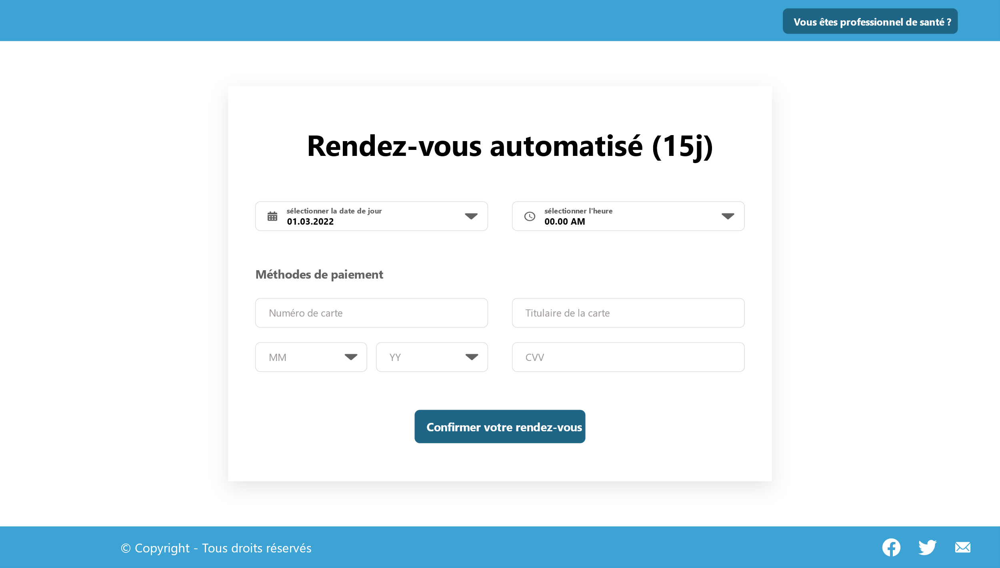 Vous êtes professionnel de santé ?
Rendez-vous automatisé (15j)
sélectionner la date de jour
01.03.2022
sélectionner l'heure
00.00 AM
Méthodes de paiement
Numéro de carte
Titulaire de la carte
MM
YY
CVV
Confirmer votre rendez-vous
© Copyright - Tous droits réservés